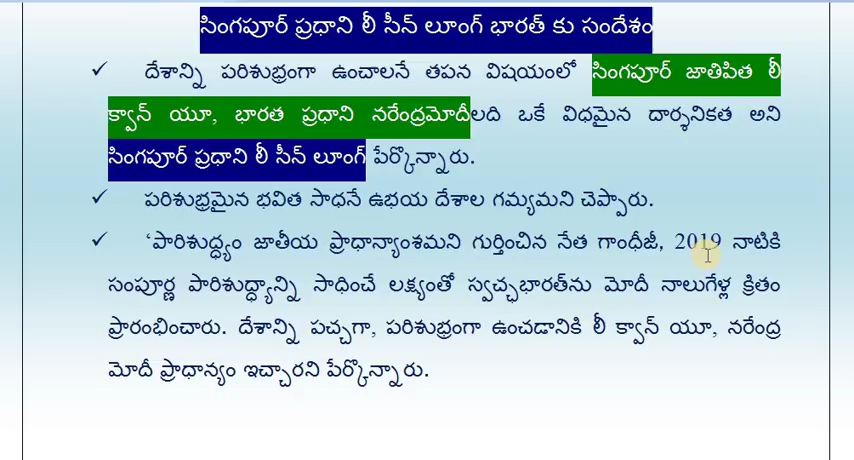 సింగపూర్ ప్రధాని లీ సీన్ లూంగ్ భారత్ కు సందేశం
✓ దేశాన్ని పరిశుభ్రంగా ఉంచాలనే తపన విషయంలో సింగపూర్ జాతిపిత లీ
క్వాన్ యూ, భారత ప్రధాని నరేంద్రమోదీలది ఒకే విధమైన దార్శనికత అని
సింగపూర్ ప్రధాని లీ సీన్ లూంగ్ పేర్కొన్నారు.
✓ పరిశుభ్రమైన భవిత సాధనే ఉభయ దేశాల గమ్యమని చెప్పారు.
✓ ‘పారిశుద్ధ్యం జాతీయ ప్రాధాన్యాంశమని గుర్తించిన నేత గాంధీజీ, 2019 నాటికి
సంపూర్ణ పారిశుద్ధ్యాన్ని సాధించే లక్ష్యంతో స్వచ్ఛభారత్‌ను మోదీ నాలుగేళ్ల క్రితం
ప్రారంభించారు. దేశాన్ని పచ్చగా, పరిశుభ్రంగా ఉంచడానికి లీ క్వాన్ యూ, నరేంద్ర
మోదీ ప్రాధాన్యం ఇచ్చారని పేర్కొన్నారు.